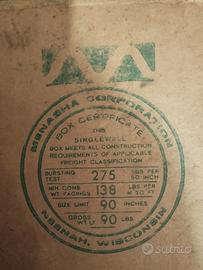 MENASHA CORPORATION
BOX CERTIFICATE
THIS
SINGLEWALL
BOX MEETS ALL CONSTRUCTION
REQUIREMENTS OF APPLICABLE
FREIGHT CLASSIFICATION
BURSTING TEST 275 LBS PER SQ INCH
MIN COMB WT FACINGS 138 LBS PER M SQ FT
SIZE LIMIT 90 INCHES
GROSS WT LT 90 LBS
NEENAH, WISCONSIN
subito